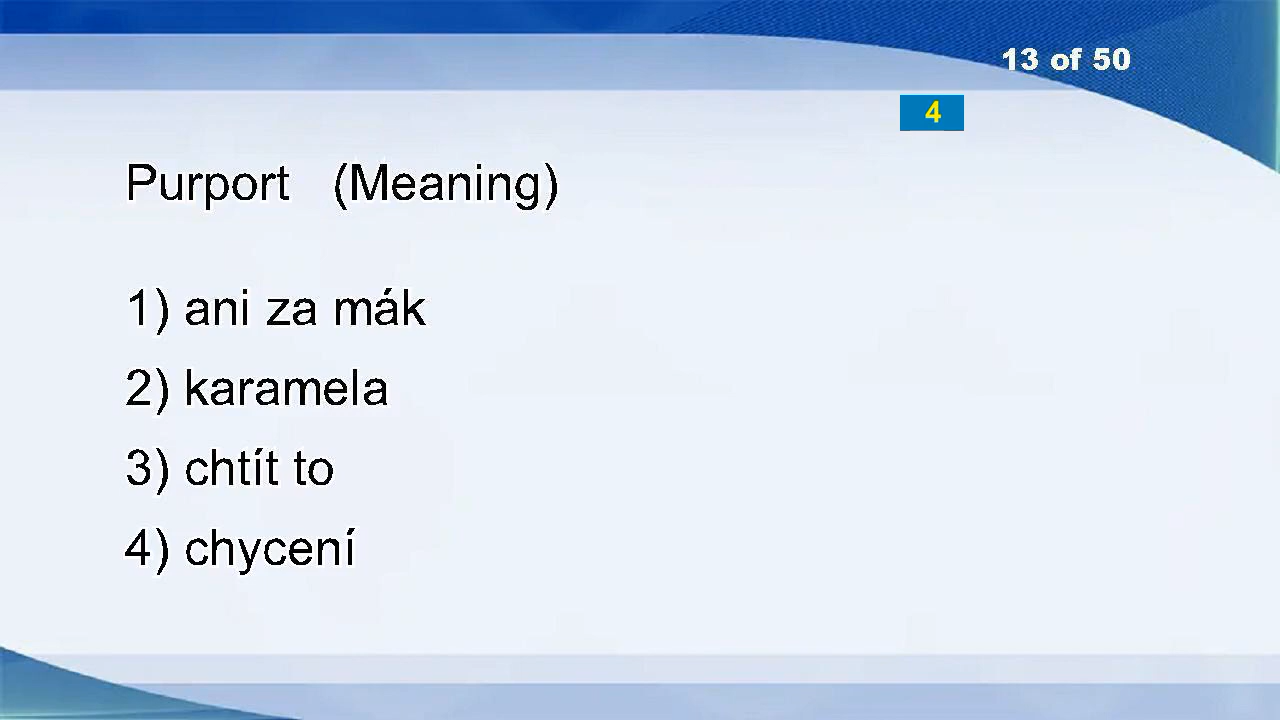 13 of 50
4
Purport (Meaning)
1) ani za mák
2) karamela
3) chtít to
4) chycení